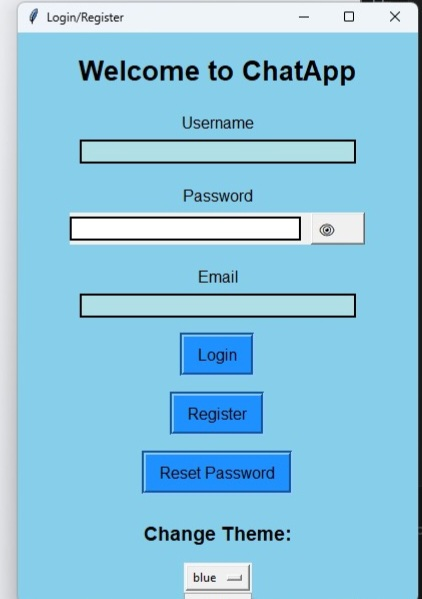 Login/Register
Welcome to ChatApp
Username
Password
Email
Login
Register
Reset Password
Change Theme:
blue